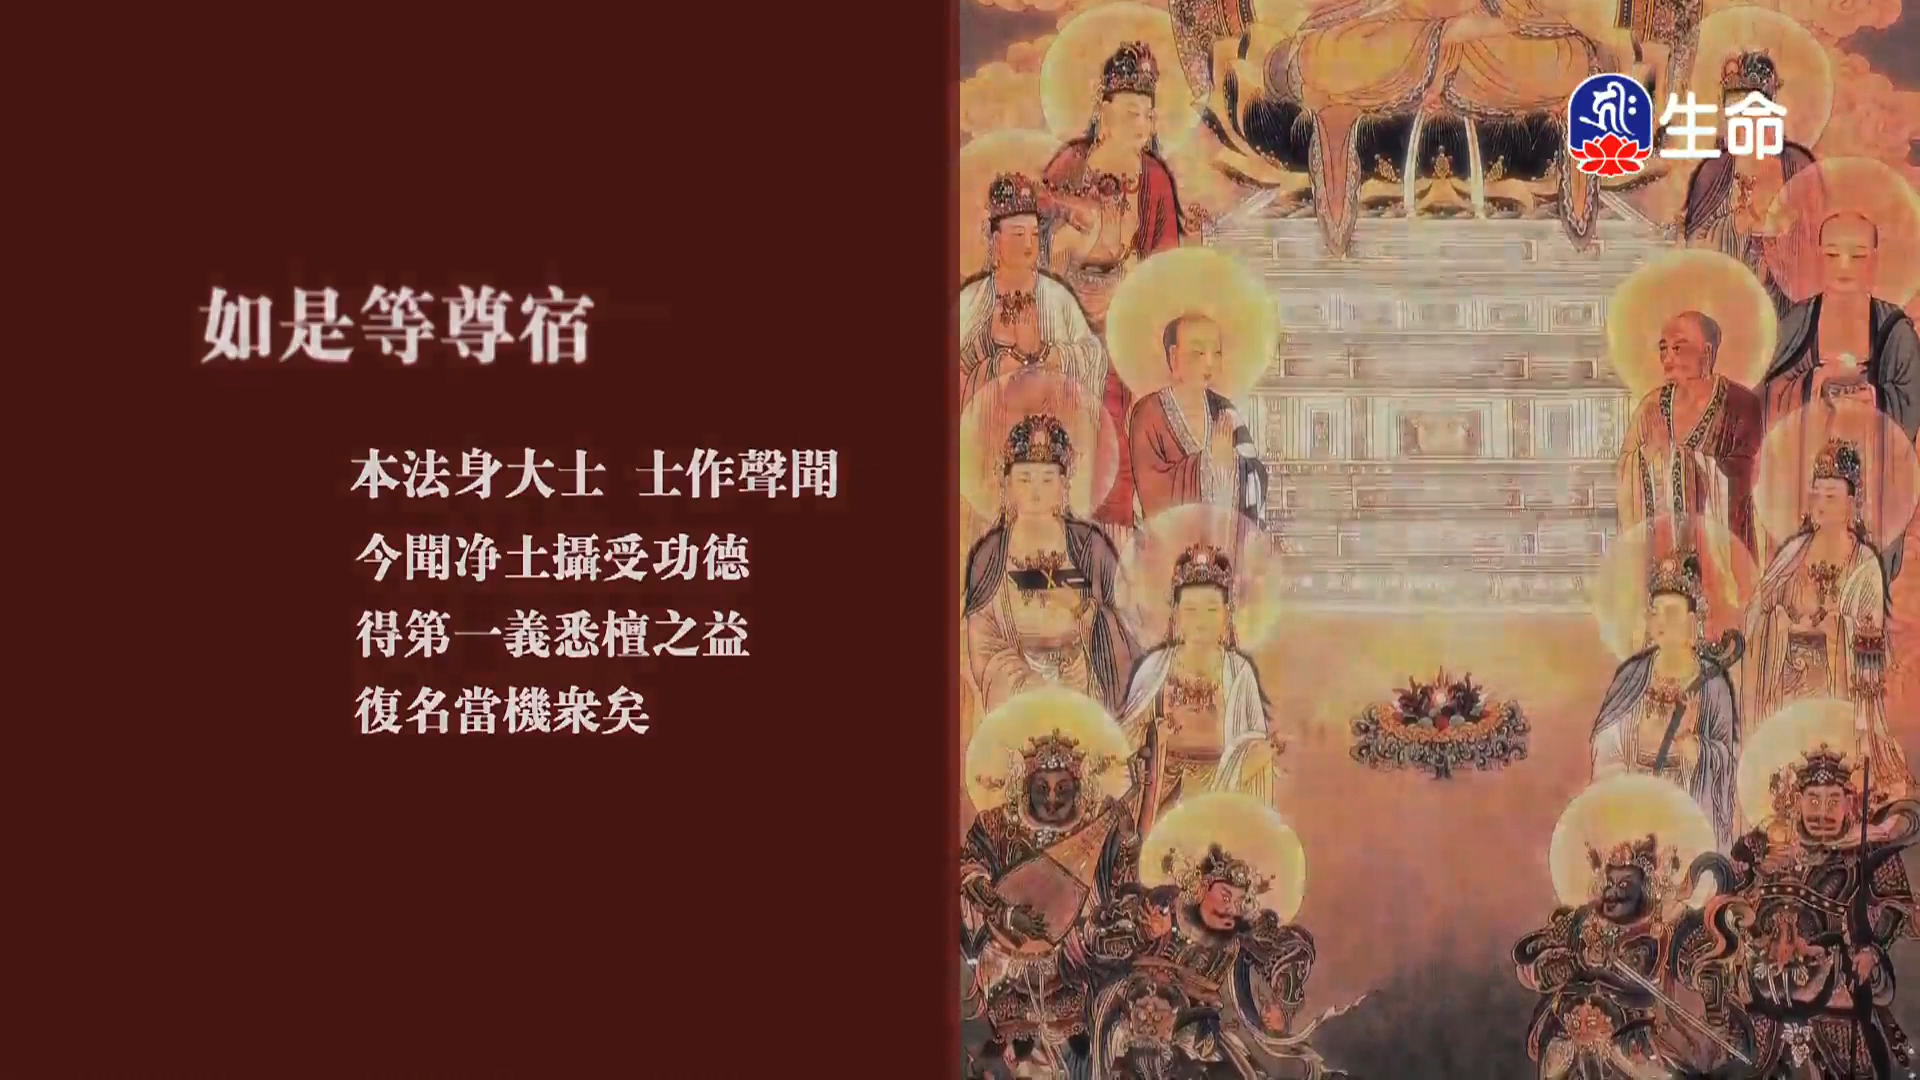 如是等尊宿
本法身大士 士作聲聞
今聞净土攝受功德
得第一義悉檀之益
復名當機衆矣
生命